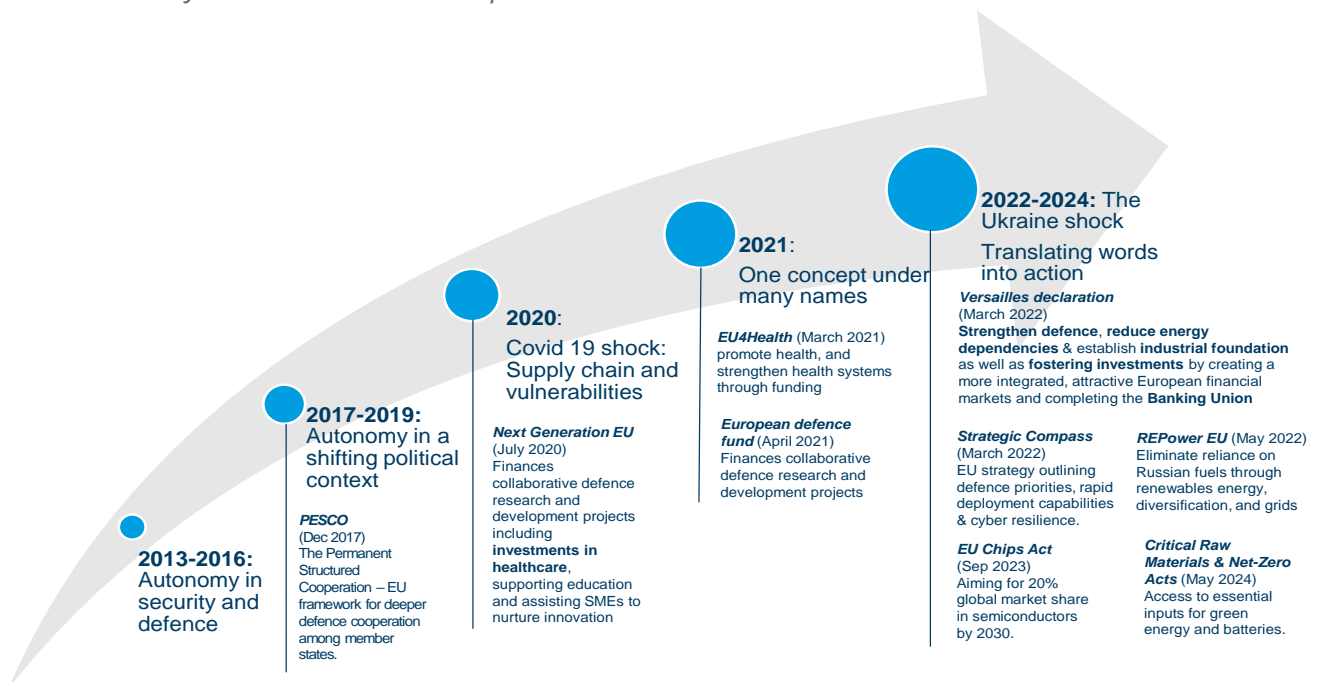 2013-2016:
Autonomy in
security and
defence
2017-2019:
Autonomy in a
shifting political
context
PESCO
(Dec 2017)
The Permanent
Structured
Cooperation – EU
framework for deeper
defence cooperation
among member
states.
2020:
Covid 19 shock:
Supply chain and
vulnerabilities
Next Generation EU
(July 2020)
Finances
collaborative defence
research and
development projects
including
investments in
healthcare,
supporting education
and assisting SMEs to
nurture innovation
2021:
One concept under
many names
EU4Health (March 2021)
promote health, and
strengthen health systems
through funding
European defence
fund (April 2021)
Finances collaborative
defence research and
development projects
2022-2024: The
Ukraine shock
Translating words
into action
Versailles declaration
(March 2022)
Strengthen defence, reduce energy
dependencies & establish industrial foundation
as well as fostering investments by creating a
more integrated, attractive European financial
markets and completing the Banking Union
Strategic Compass
(March 2022)
EU strategy outlining
defence priorities, rapid
deployment capabilities
& cyber resilience.
REPower EU (May 2022)
Eliminate reliance on
Russian fuels through
renewables energy,
diversification, and grids
EU Chips Act
(Sep 2023)
Aiming for 20%
global market share
in semiconductors
by 2030.
Critical Raw
Materials & Net-Zero
Acts (May 2024)
Access to essential
inputs for green
energy and batteries.